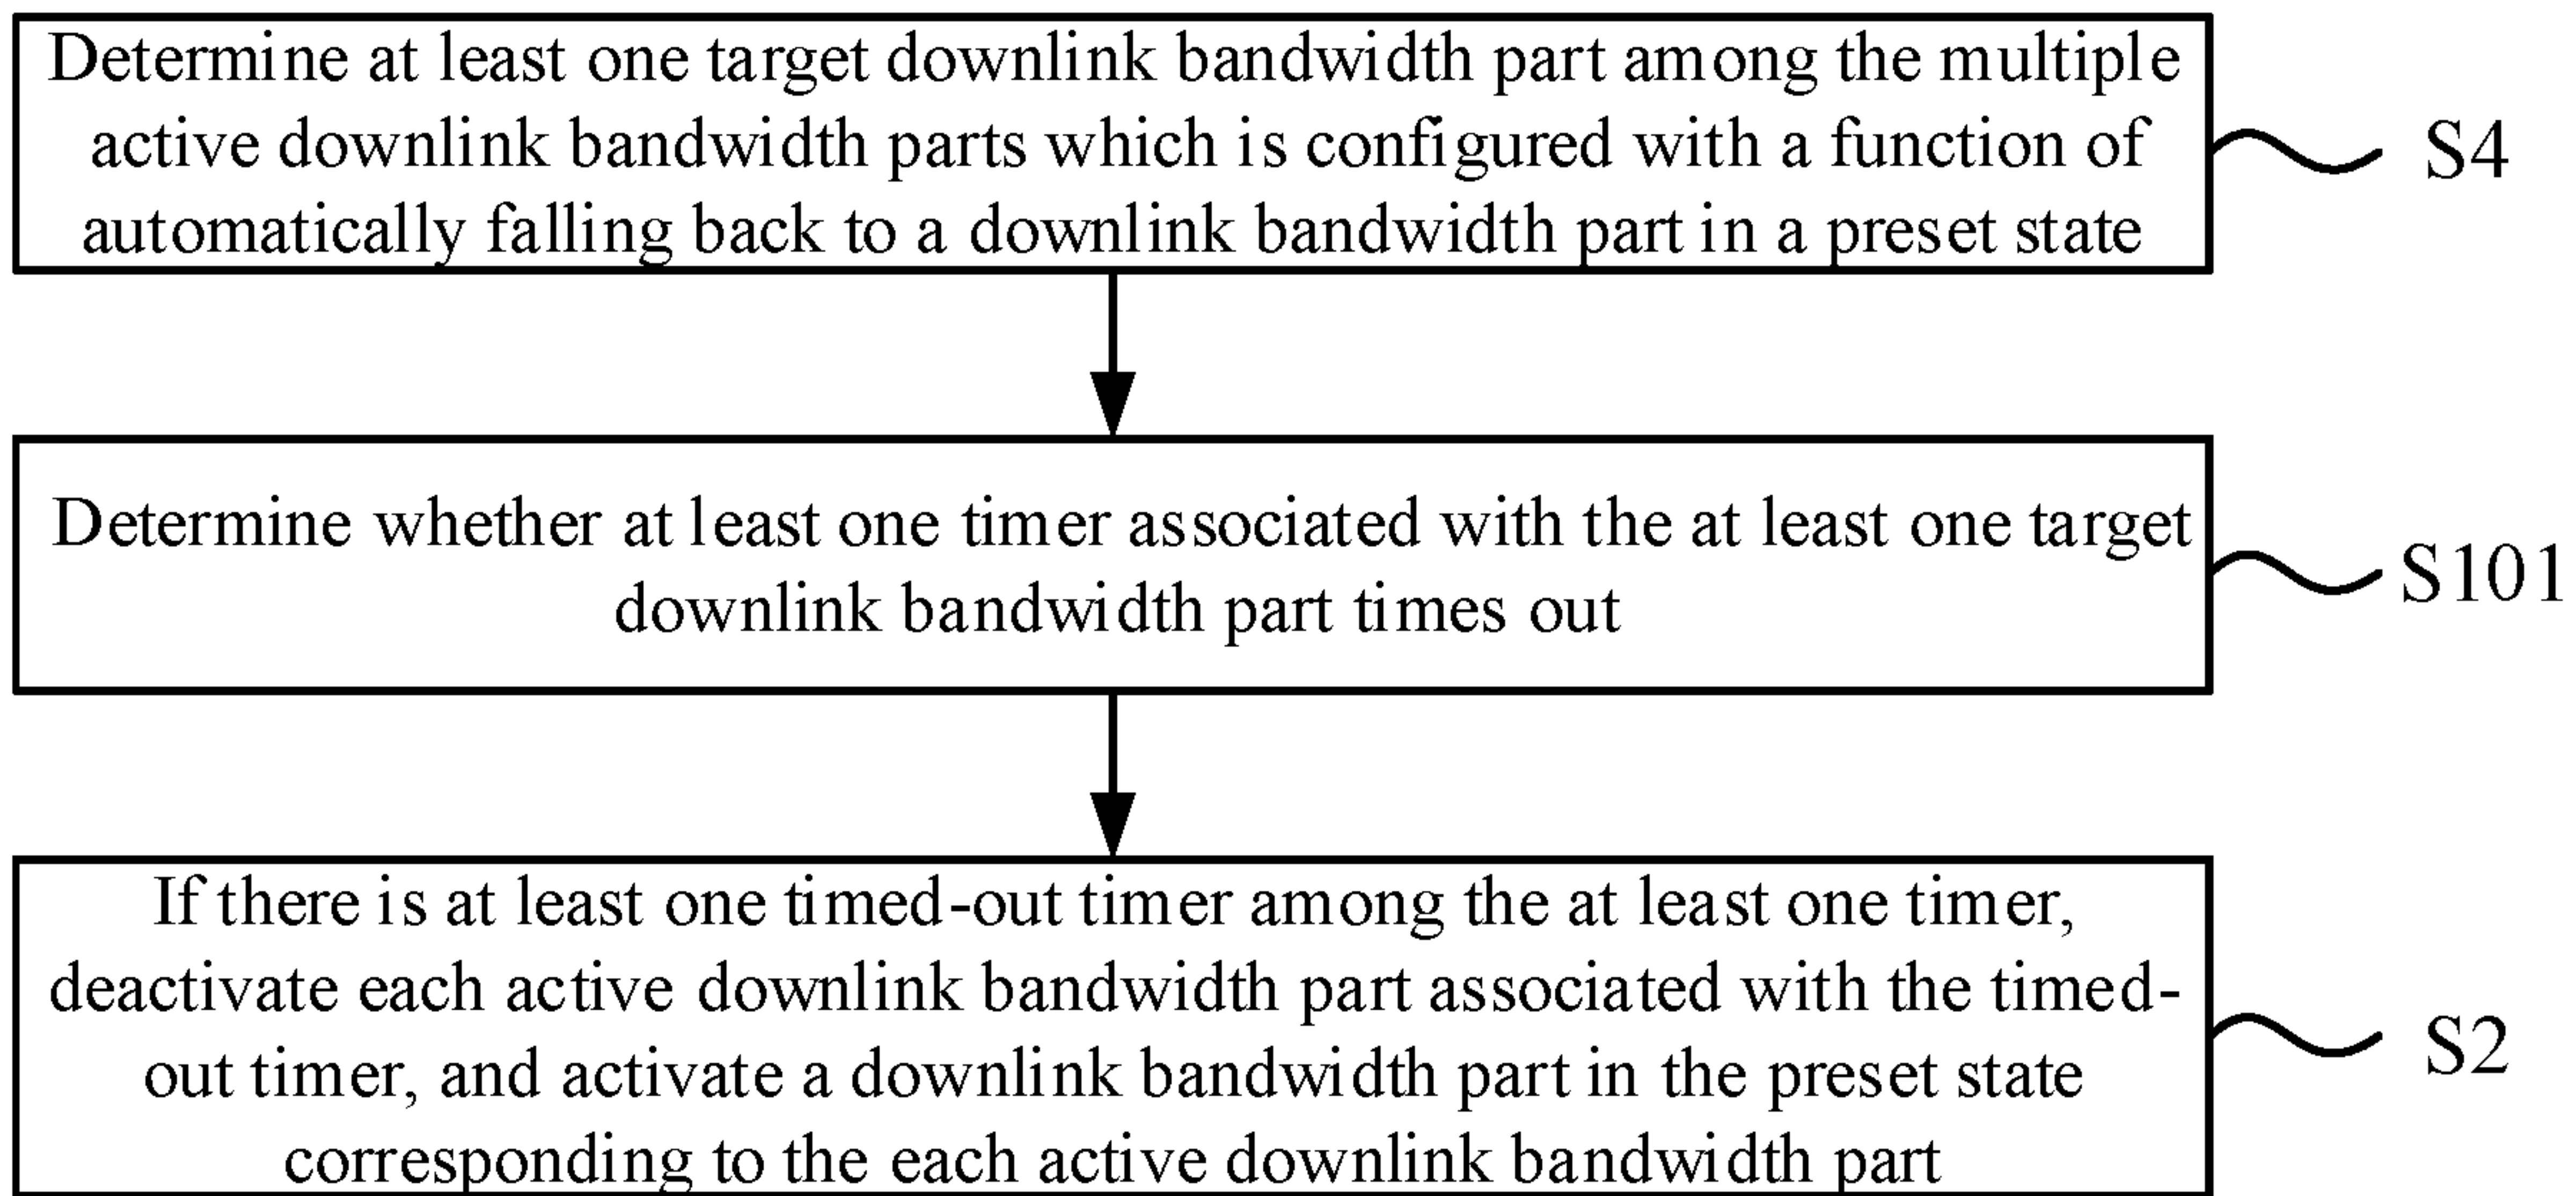 Determine at least one target downlink bandwidth part among the multiple
active downlink bandwidth parts which is configured with a function of
automatically falling back to a downlink bandwidth part in a preset state
S4
Determine whether at least one timer associated with the at least one target
downlink bandwidth part times out
S101
If there is at least one timed-out timer among the at least one timer,
deactivate each active downlink bandwidth part associated with the timed-
out timer, and activate a downlink bandwidth part in the preset state
corresponding to the each active downlink bandwidth part
S2